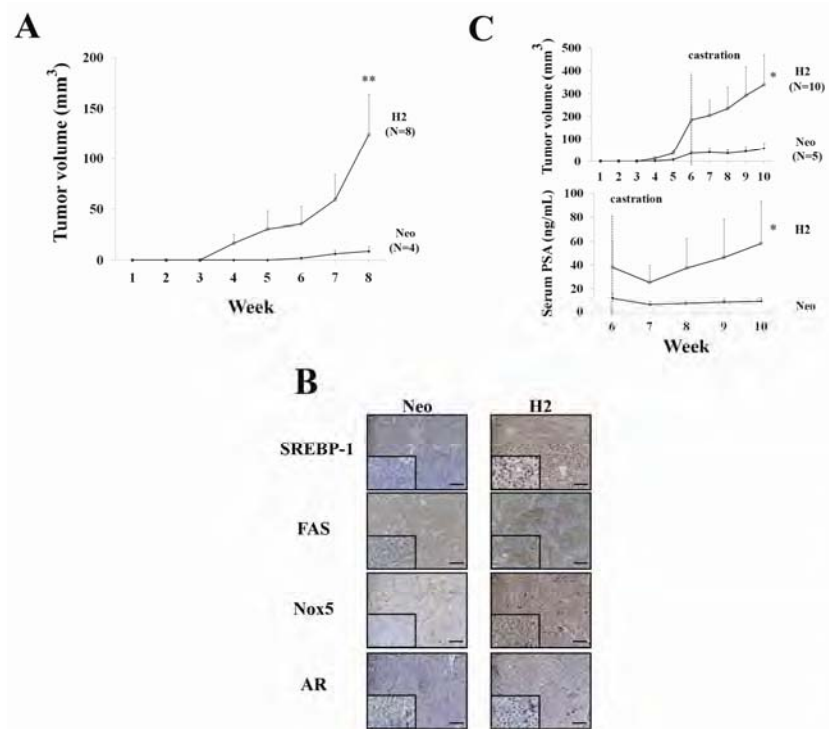 A
Tumor volume (mm3)
200
150
100
50
0
1 2 3 4 5 6 7 8
Week
**
H2
(N=8)
Neo
(N=4)
C
Tumor volume (mm3)
500
400
300
200
100
0
castration
1 2 3 4 5 6 7 8 9 10
*
H2
(N=10)
Neo
(N=5)
Serum PSA (ng/mL)
100
80
60
40
20
0
castration
6 7 8 9 10
Week
*
H2
Neo
B
Neo H2
SREBP-1
FAS
Nox5
AR